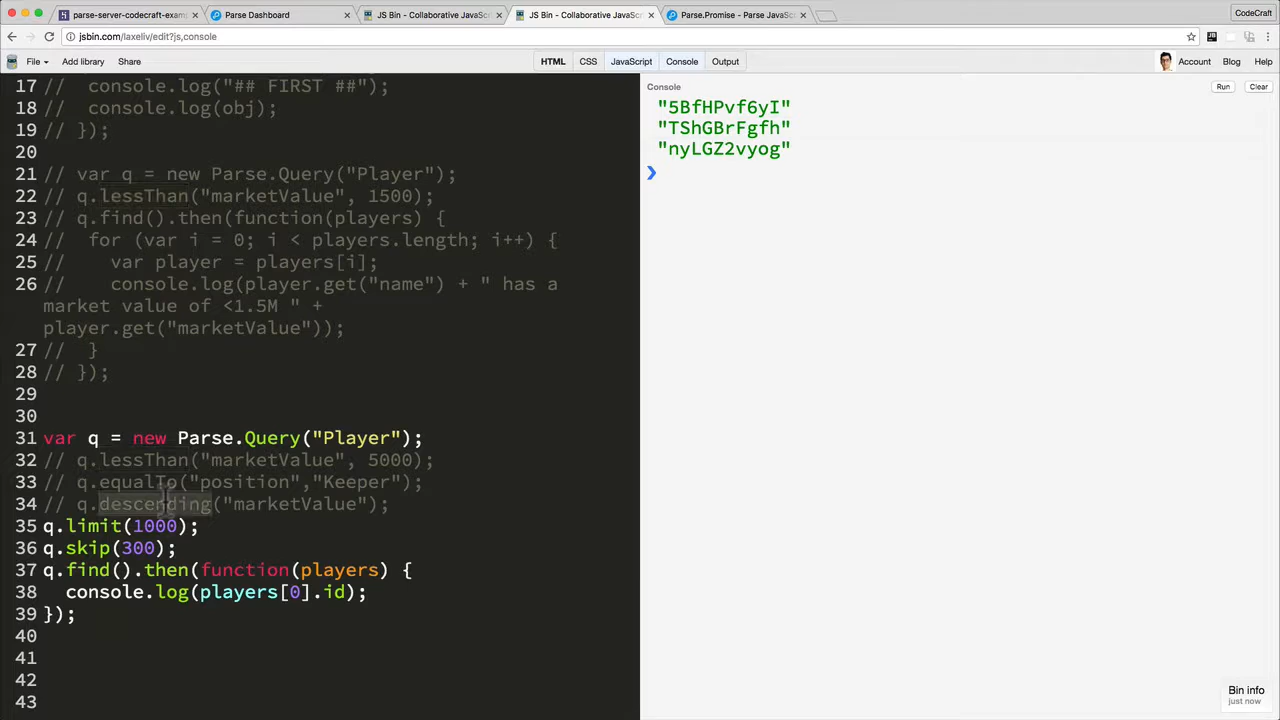 parse-server-codecraft-exam
Parse Dashboard
JS Bin - Collaborative JavaSc
JS Bin - Collaborative JavaSc
Parse.Promise - Parse JavaSc
CodeCraft
jsbin.com/laxeliv/edit?js,console
File
Add library
Share
HTML
CSS
JavaScript
Console
Output
Account
Blog
Help
17 //  console.log("## FIRST ##");
18 //  console.log(obj);
19 // });
20
21 // var q = new Parse.Query("Player");
22 // q.lessThan("marketValue", 1500);
23 // q.find().then(function(players) {
24 //  for (var i = 0; i < players.length; i++) {
25 //    var player = players[i];
26 //    console.log(player.get("name") + " has a
market value of <1.5M " +
player.get("marketValue"));
27 //  }
28 // });
29
30
31 var q = new Parse.Query("Player");
32 // q.lessThan("marketValue", 5000);
33 // q.equalTo("position","Keeper");
34 // q.descending("marketValue");
35 q.limit(1000);
36 q.skip(300);
37 q.find().then(function(players) {
38   console.log(players[0].id);
39 });
40
41
42
43
Console
Run
Clear
"5BfHPvf6yI"
"TShGBrFgfh"
"nyLGZ2vyog"
Bin info
just now